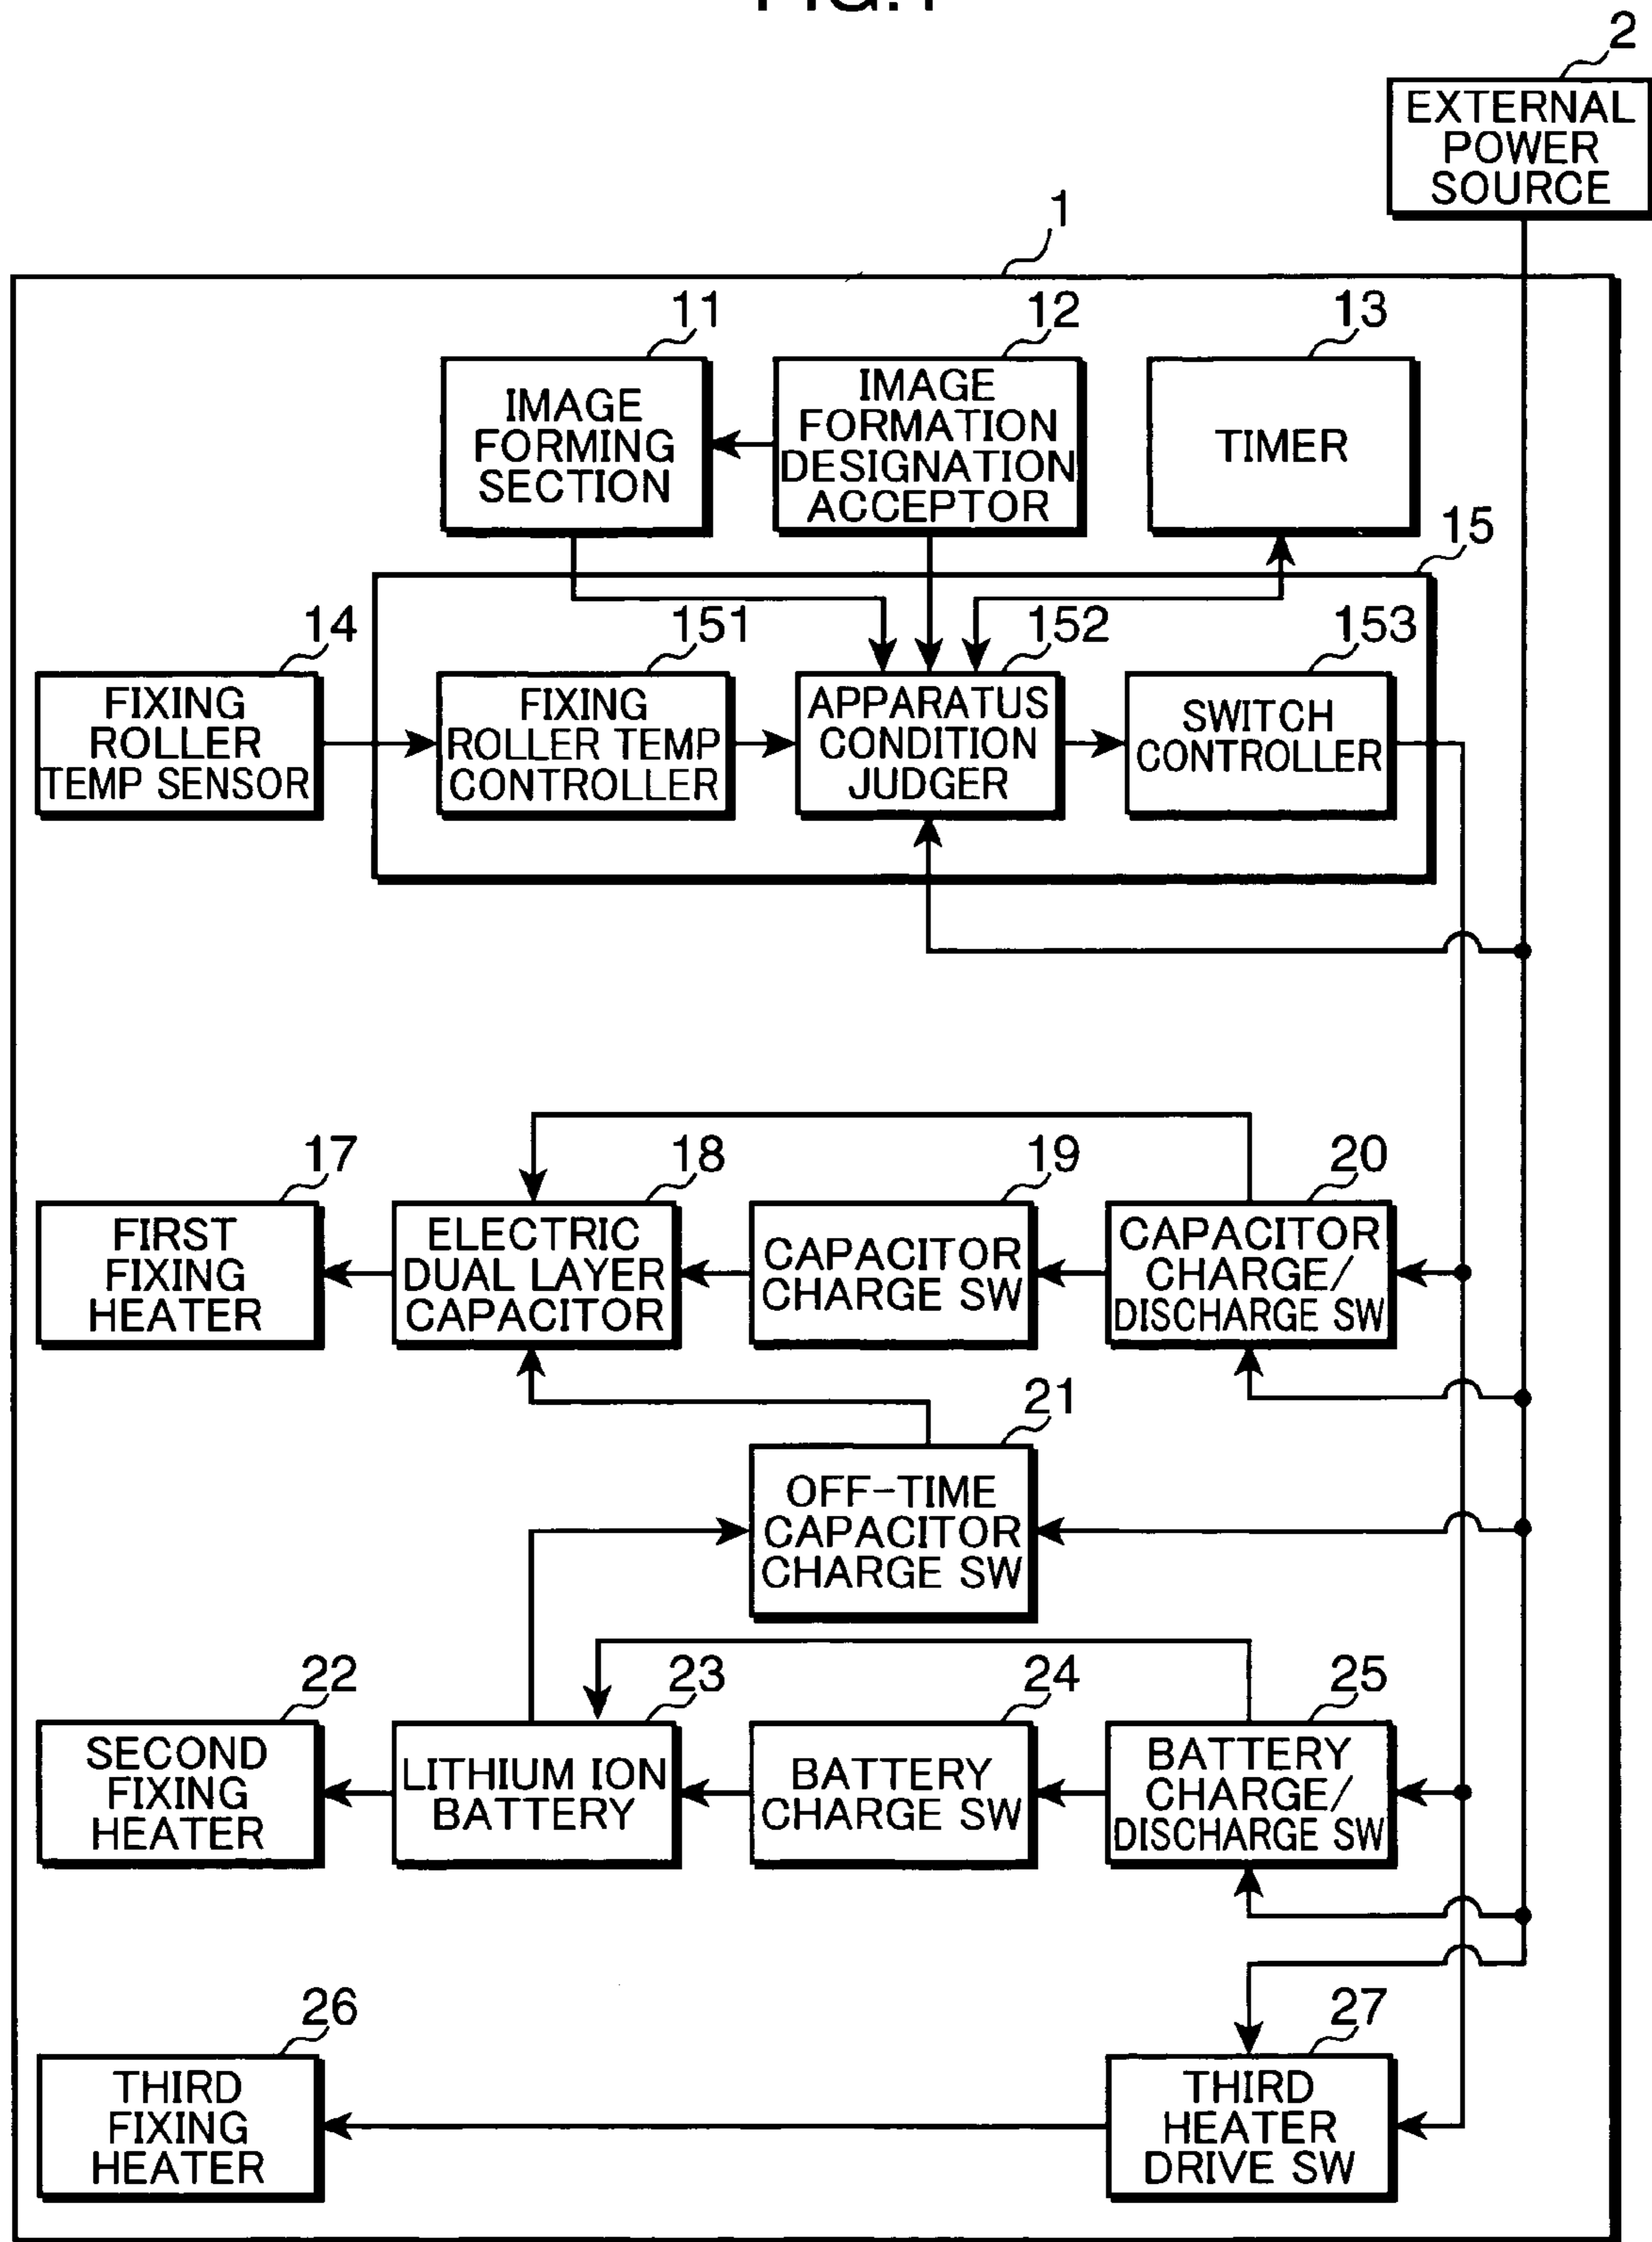 2
EXTERNAL
POWER
SOURCE
1
11
IMAGE
FORMING
SECTION
12
IMAGE
FORMATION
DESIGNATION
ACCEPTOR
13
TIMER
15
14
FIXING
ROLLER
TEMP SENSOR
151
FIXING
ROLLER TEMP
CONTROLLER
152
APPARATUS
CONDITION
JUDGER
153
SWITCH
CONTROLLER
17
FIRST
FIXING
HEATER
18
ELECTRIC
DUAL LAYER
CAPACITOR
19
CAPACITOR
CHARGE SW
20
CAPACITOR
CHARGE/
DISCHARGE SW
21
OFF-TIME
CAPACITOR
CHARGE SW
22
SECOND
FIXING
HEATER
23
LITHIUM ION
BATTERY
24
BATTERY
CHARGE SW
25
BATTERY
CHARGE/
DISCHARGE SW
26
THIRD
FIXING
HEATER
27
THIRD
HEATER
DRIVE SW